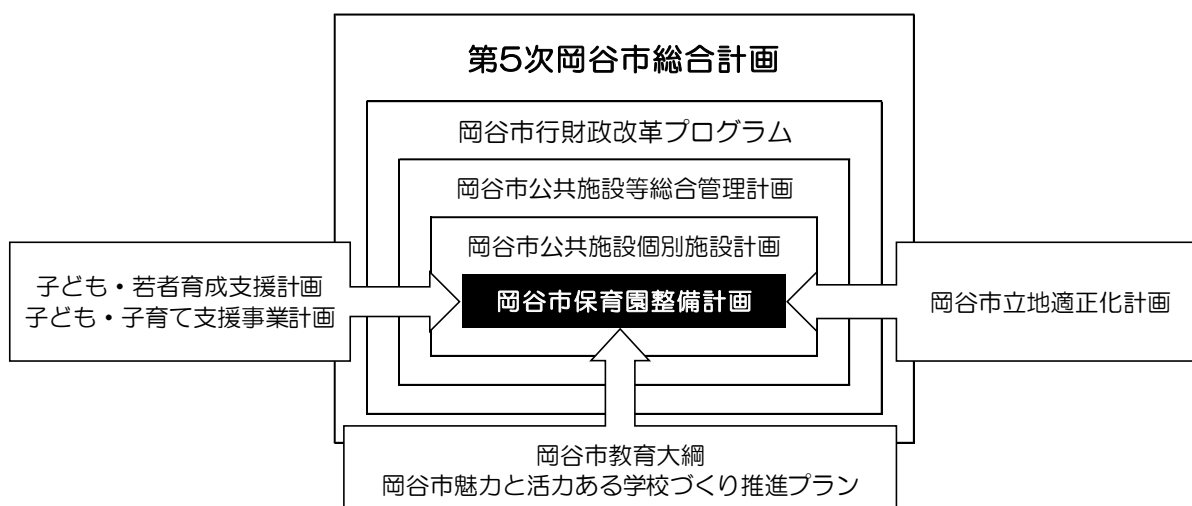 第5次岡谷市総合計画
岡谷市行財政改革プログラム
岡谷市公共施設等総合管理計画
岡谷市公共施設個別施設計画
子ども・若者育成支援計画
子ども・子育て支援事業計画
岡谷市保育園整備計画
岡谷市立地適正化計画
岡谷市教育大綱
岡谷市魅力と活力ある学校づくり推進プラン